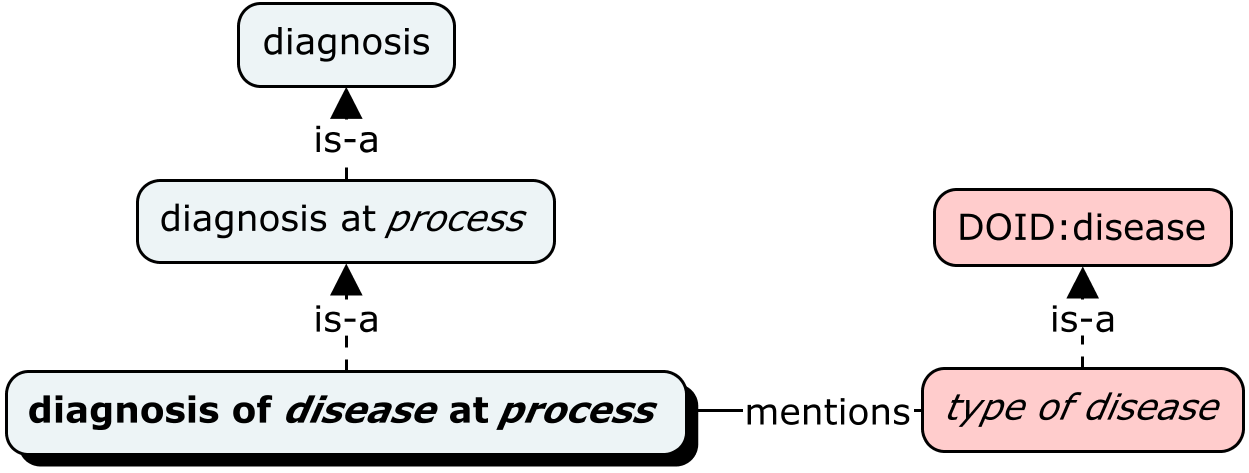 diagnosis
is-a
diagnosis at process
DOID:disease
is-a
is-a
diagnosis of disease at process
mentions
type of disease